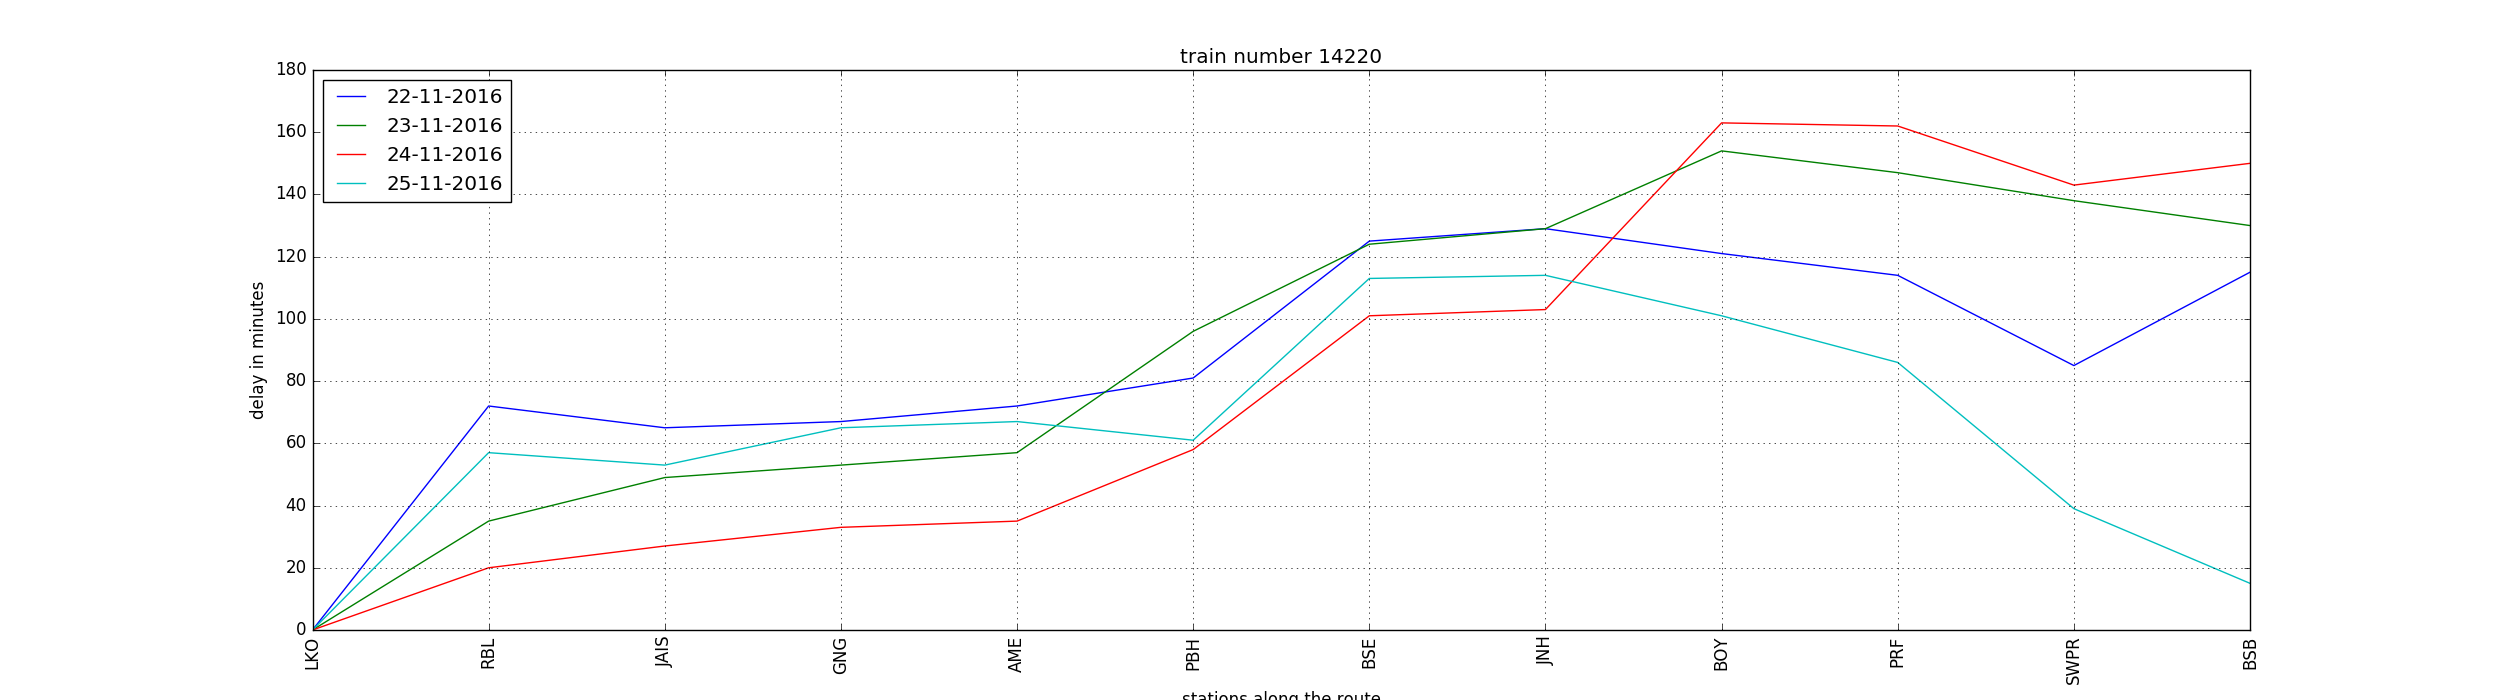 train number 14220
180
160
140
120
100
80
60
40
20
0
delay in minutes
22-11-2016
23-11-2016
24-11-2016
25-11-2016
LKO
RBL
JAIS
GNG
AME
PBH
BSE
JNH
BOY
PRF
SWPR
BSB
stations along the route